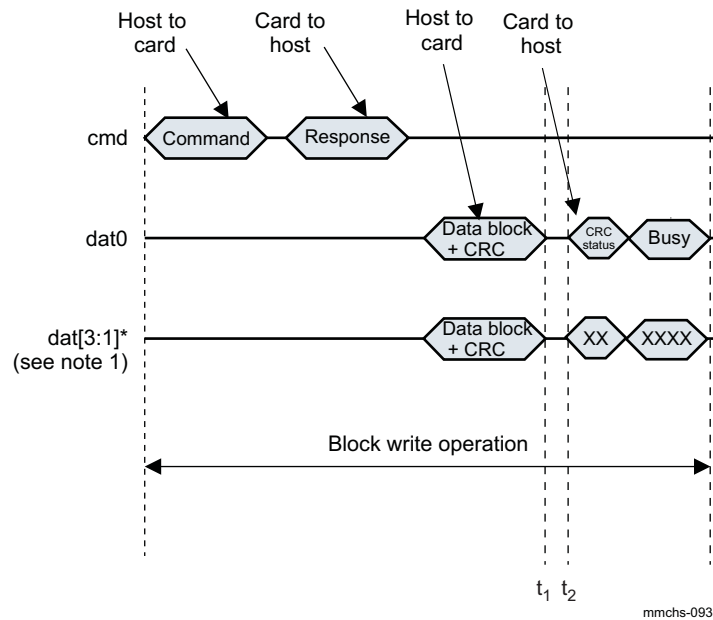 Host to
card
Card to
host
Host to
card
Card to
host
cmd
Command
Response
dat0
Data block
+ CRC
CRC
status
Busy
dat[3:1]*
(see note 1)
Data block
+ CRC
XX
XXXX
Block write operation
t1 t2
mmchs-093